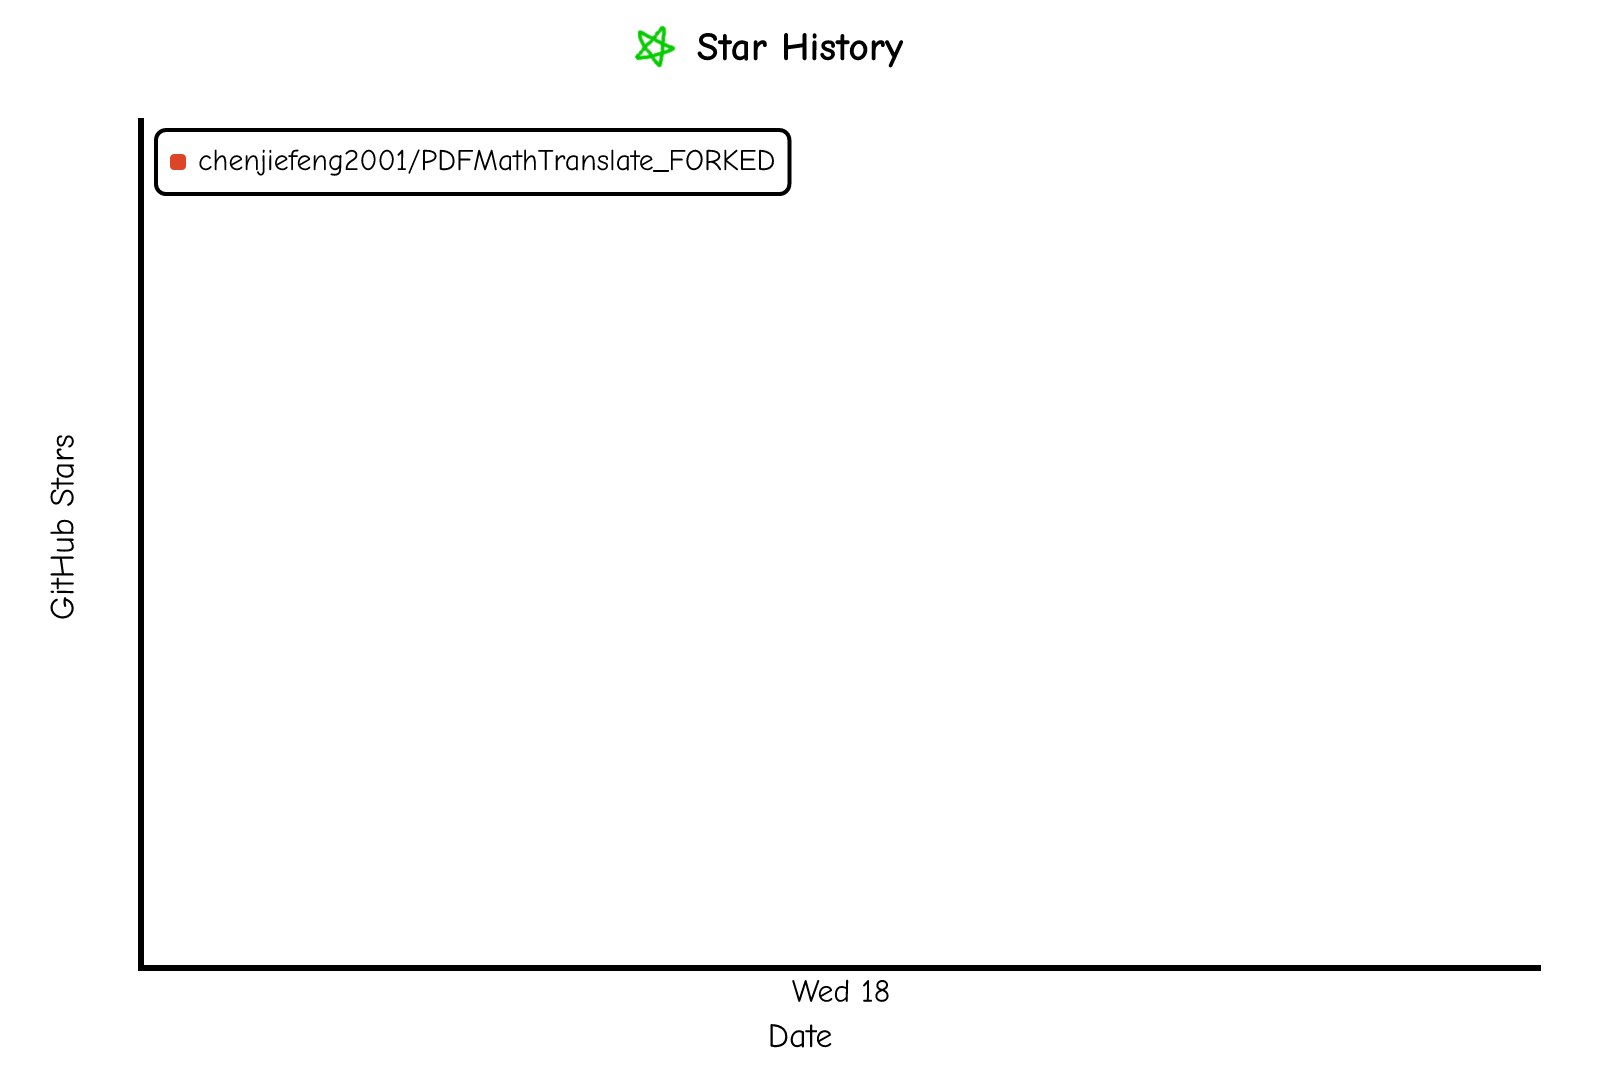 Star History
chenjiefeng2001/PDFMathTranslate_FORKED
GitHub Stars
Wed 18
Date